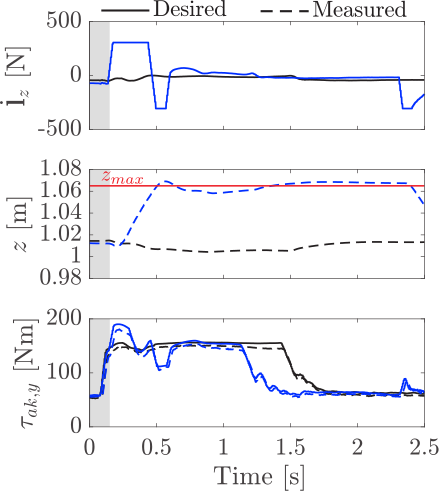 Desired Measured
500
0
-500
i_z [N]
1.08
1.06
1.04
1.02
1
0.98
z [m]
z_max
200
100
0
τ_ak,y [Nm]
0 0.5 1 1.5 2 2.5
Time [s]